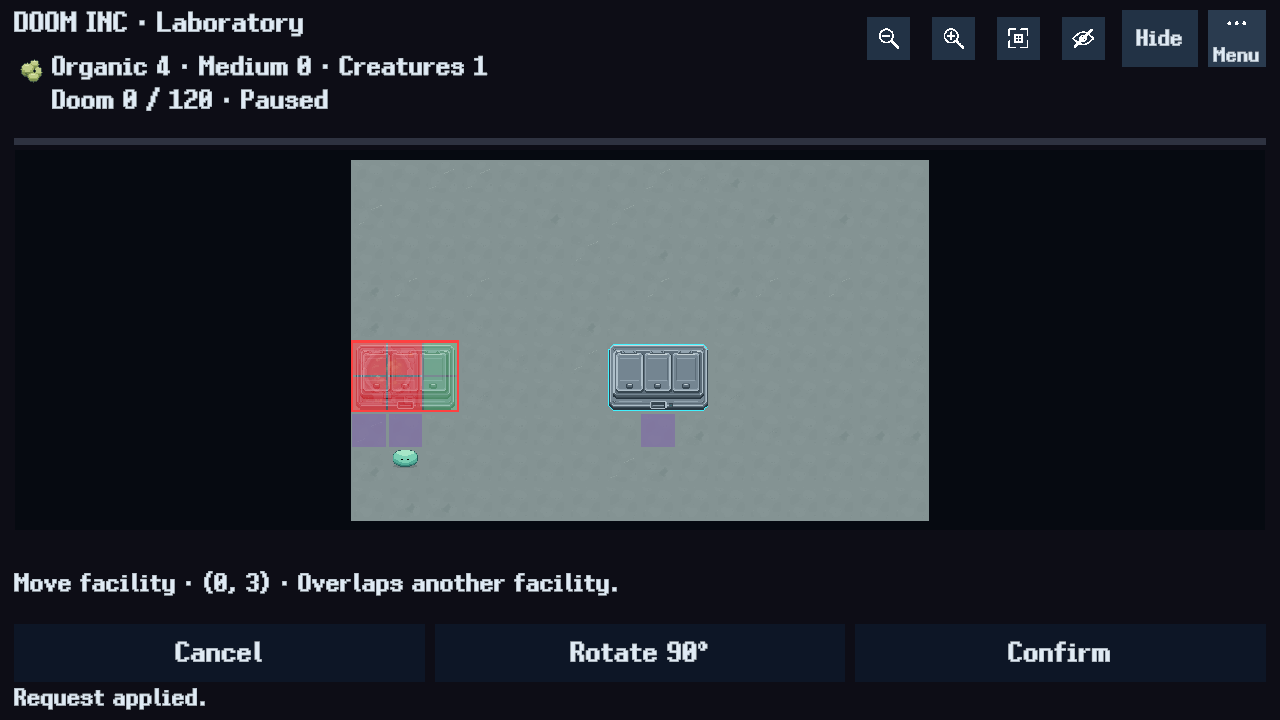 DOOM INC · Laboratory
Organic 4 · Medium 0 · Creatures 1
Doom 0 / 120 · Paused
Hide
Menu
Move facility · (0, 3) · Overlaps another facility.
Cancel
Rotate 90°
Confirm
Request applied.